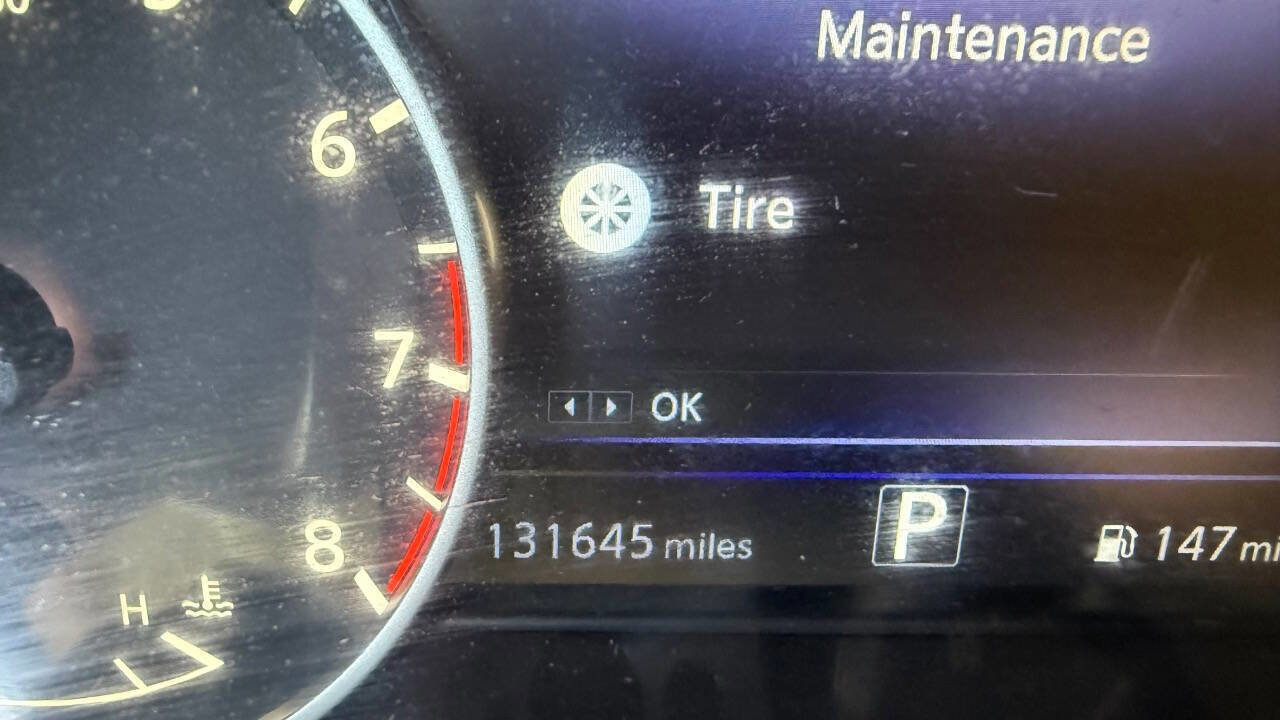 Maintenance
6
Tire
7
OK
131645 miles
P
147 mi
8
H